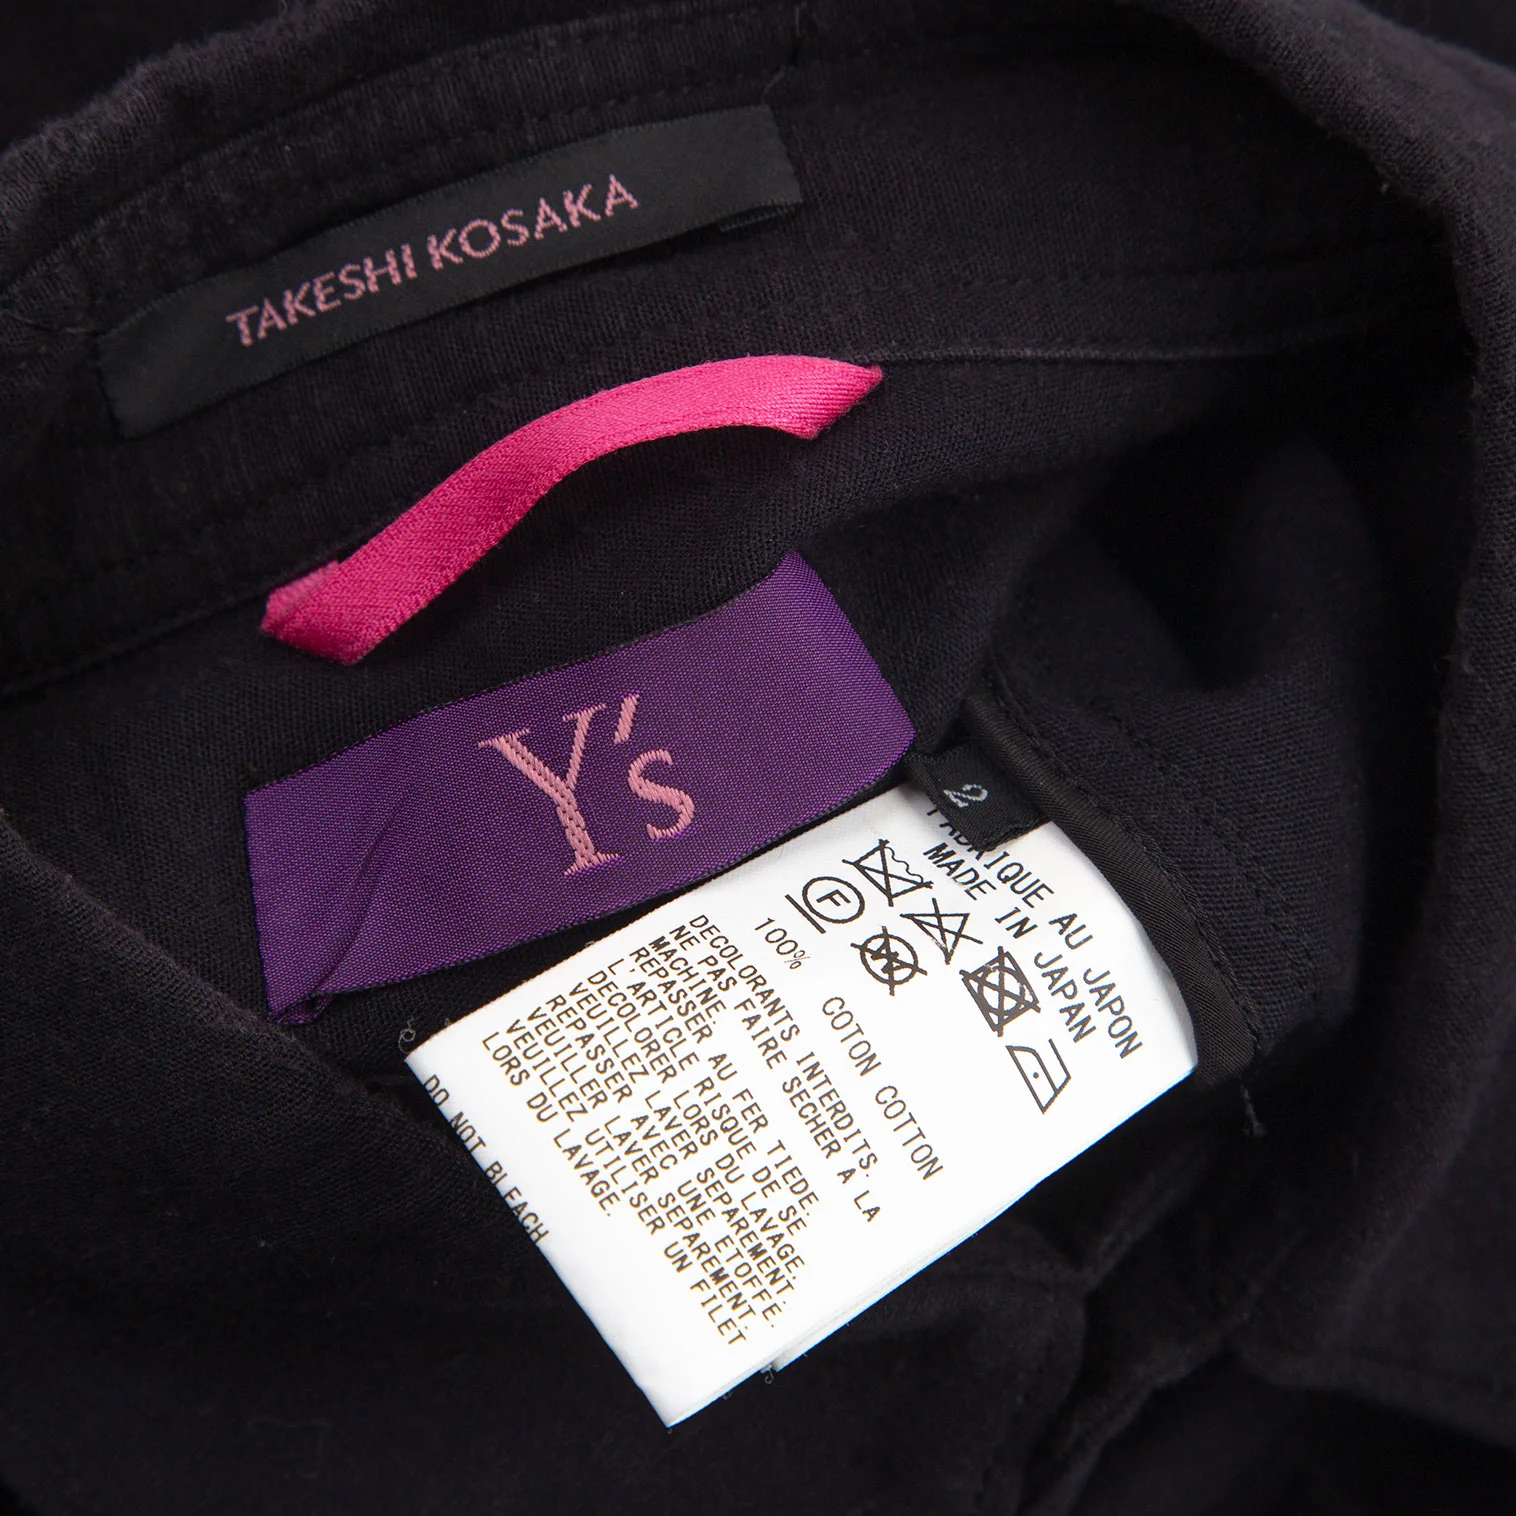 TAKESHI KOSAKA
Y's
2
FABRIQUE AU JAPON
MADE IN JAPAN
F
W
100% COTON COTTON
DECOLORANTS INTERDITS.
NE PAS FAIRE SECHER A LA
MACHINE.
REPASSER AU FER TIEDE.
L'ARTICLE RISQUE DE SE
DECOLORER LORS DU LAVAGE.
VEUILLEZ LAVER SEPAREMENT.
REPASSER AVEC UNE ETOFFE.
VEUILLER LAVER SEPAREMENT.
VEUILLEZ UTILISER UN FILET
LORS DU LAVAGE.
DO NOT BLEACH